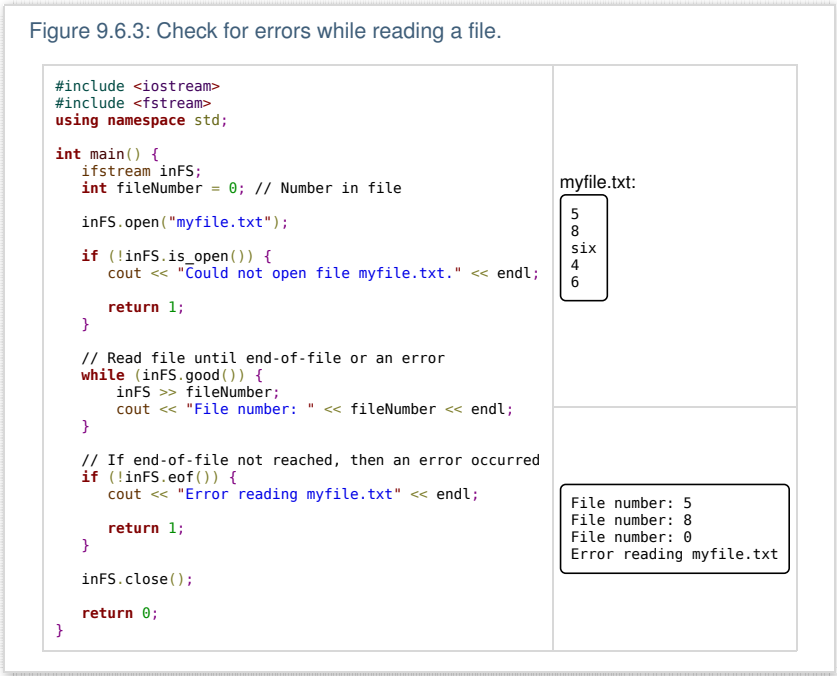 Figure 9.6.3: Check for errors while reading a file.
#include <iostream>
#include <fstream>
using namespace std;

int main() {
   ifstream inFS;
   int fileNumber = 0; // Number in file

   inFS.open("myfile.txt");

   if (!inFS.is_open()) {
      cout << "Could not open file myfile.txt." << endl;

      return 1;
   }

   // Read file until end-of-file or an error
   while (inFS.good()) {
       inFS >> fileNumber;
       cout << "File number: " << fileNumber << endl;
   }

   // If end-of-file not reached, then an error occurred
   if (!inFS.eof()) {
      cout << "Error reading myfile.txt" << endl;

      return 1;
   }

   inFS.close();

   return 0;
}
myfile.txt:
5
8
six
4
6
File number: 5
File number: 8
File number: 0
Error reading myfile.txt